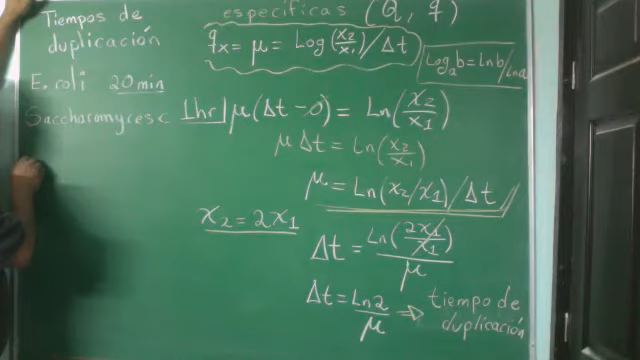 Tiempos de
duplicación
E. coli 20 min
Saccharomyces c 1hr
específicas (Q, q)
qx = μ = Log(x2/x1)/Δt
Log_a b = Ln b/Ln a
μ(Δt - 0) = Ln(x2/x1)
μ Δt = Ln(x2/x1)
μ = Ln(x2/x1)/Δt
x2 = 2x1
Δt = Ln(2x1/x1)/μ
Δt = Ln2/μ ⇒ tiempo de
duplicación